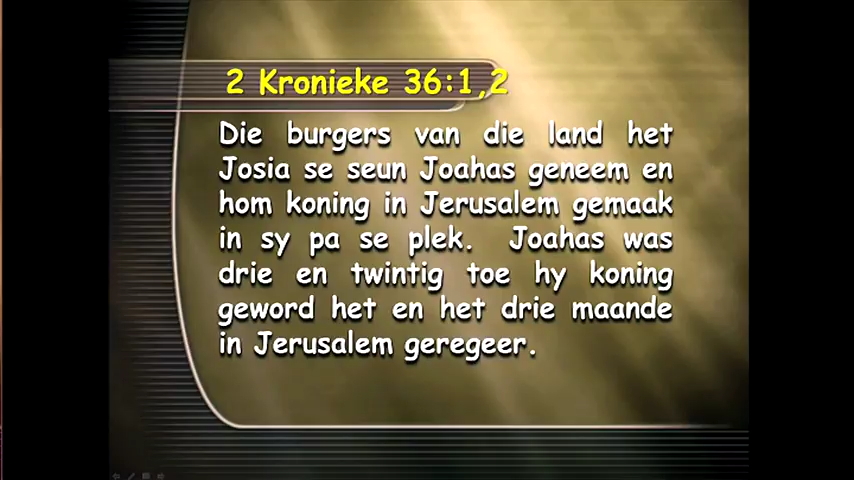 2 Kronieke 36:1,2
Die burgers van die land het
Josia se seun Joahas geneem en
hom koning in Jerusalem gemaak
in sy pa se plek. Joahas was
drie en twintig toe hy koning
geword het en het drie maande
in Jerusalem geregeer.